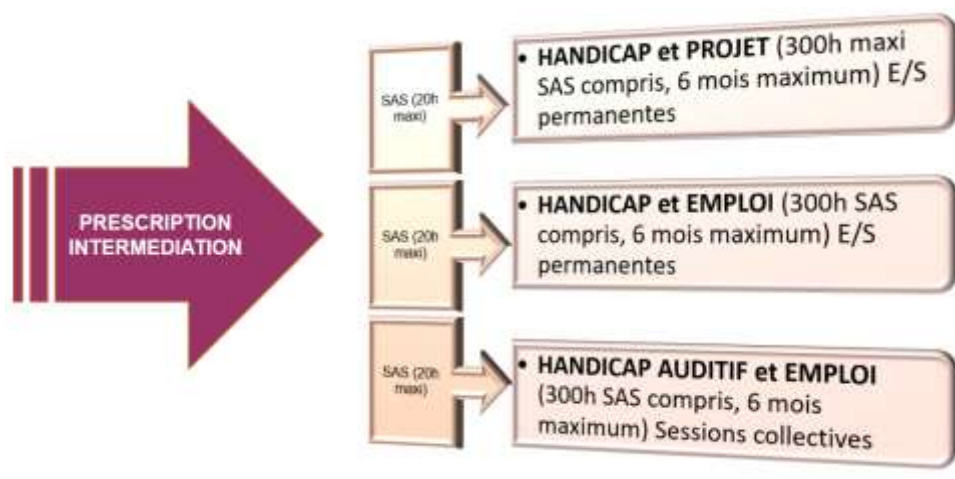 PRESCRIPTION
INTERMEDIATION
SAS (20h
maxi)
• HANDICAP et PROJET (300h maxi
SAS compris, 6 mois maximum) E/S
permanentes
SAS (20h
maxi)
• HANDICAP et EMPLOI (300h SAS
compris, 6 mois maximum) E/S
permanentes
SAS (20h
maxi)
• HANDICAP AUDITIF et EMPLOI
(300h SAS compris, 6 mois
maximum) Sessions collectives